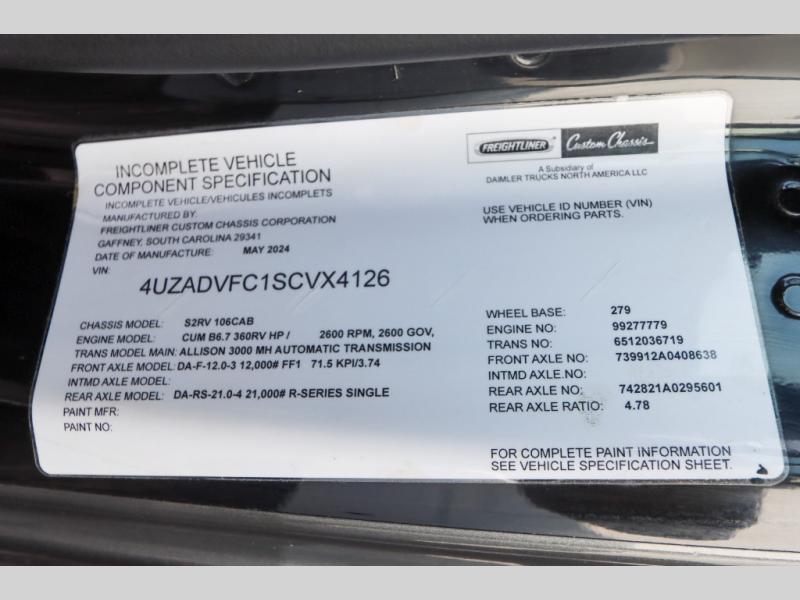 INCOMPLETE VEHICLE
COMPONENT SPECIFICATION
INCOMPLETE VEHICLE/VEHICULES INCOMPLETS
MANUFACTURED BY:
FREIGHTLINER CUSTOM CHASSIS CORPORATION
GAFFNEY, SOUTH CAROLINA 29341
DATE OF MANUFACTURE: MAY 2024
VIN:
4UZADVFC1SCVX4126
FREIGHTLINER Custom Chassis
A Subsidiary of
DAIMLER TRUCKS NORTH AMERICA LLC
USE VEHICLE ID NUMBER (VIN)
WHEN ORDERING PARTS.
CHASSIS MODEL: S2RV 106CAB
ENGINE MODEL: CUM B6.7 360RV HP / 2600 RPM, 2600 GOV,
TRANS MODEL MAIN: ALLISON 3000 MH AUTOMATIC TRANSMISSION
FRONT AXLE MODEL: DA-F-12.0-3 12,000# FF1 71.5 KPI/3.74
INTMD AXLE MODEL:
REAR AXLE MODEL: DA-RS-21.0-4 21,000# R-SERIES SINGLE
PAINT MFR:
PAINT NO:
WHEEL BASE: 279
ENGINE NO: 99277779
TRANS NO: 6512036719
FRONT AXLE NO: 739912A0408638
INTMD AXLE NO:
REAR AXLE NO: 742821A0295601
REAR AXLE RATIO: 4.78
FOR COMPLETE PAINT INFORMATION
SEE VEHICLE SPECIFICATION SHEET.